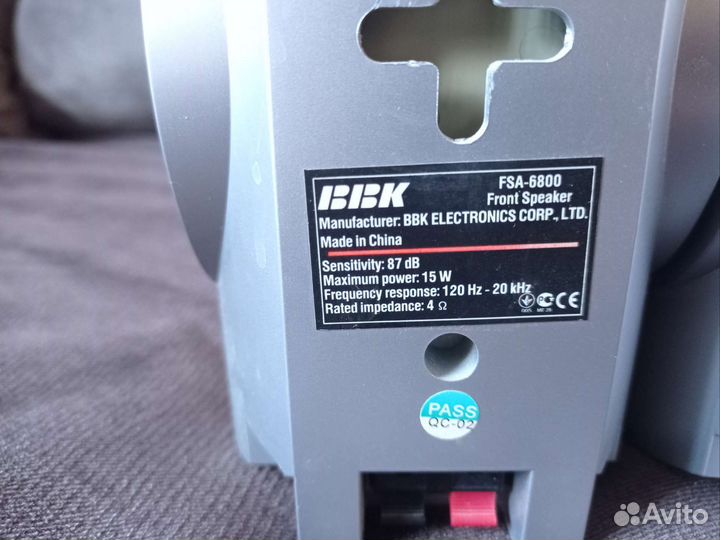 BBK
FSA-6800
Front Speaker
Manufacturer: BBK ELECTRONICS CORP., LTD.
Made in China
Sensitivity: 87 dB
Maximum power: 15 W
Frequency response: 120 Hz - 20 kHz
Rated impedance: 4 Ω
CE
PASS
QC-02
Avito